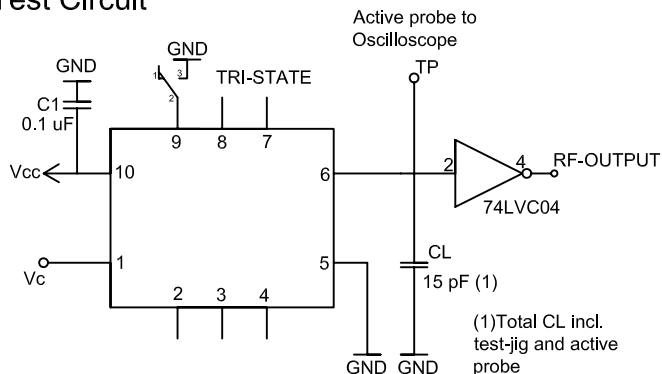 Test Circuit
Active probe to
Oscilloscope
TP
GND
GND
1
3
2
TRI-STATE
C1
0.1 uF
9
8
7
Vcc
10
6
2
4
RF-OUTPUT
74LVC04
Vc
1
5
CL
15 pF (1)
2
3
4
(1)Total CL incl.
test-jig and active
probe
GND
GND